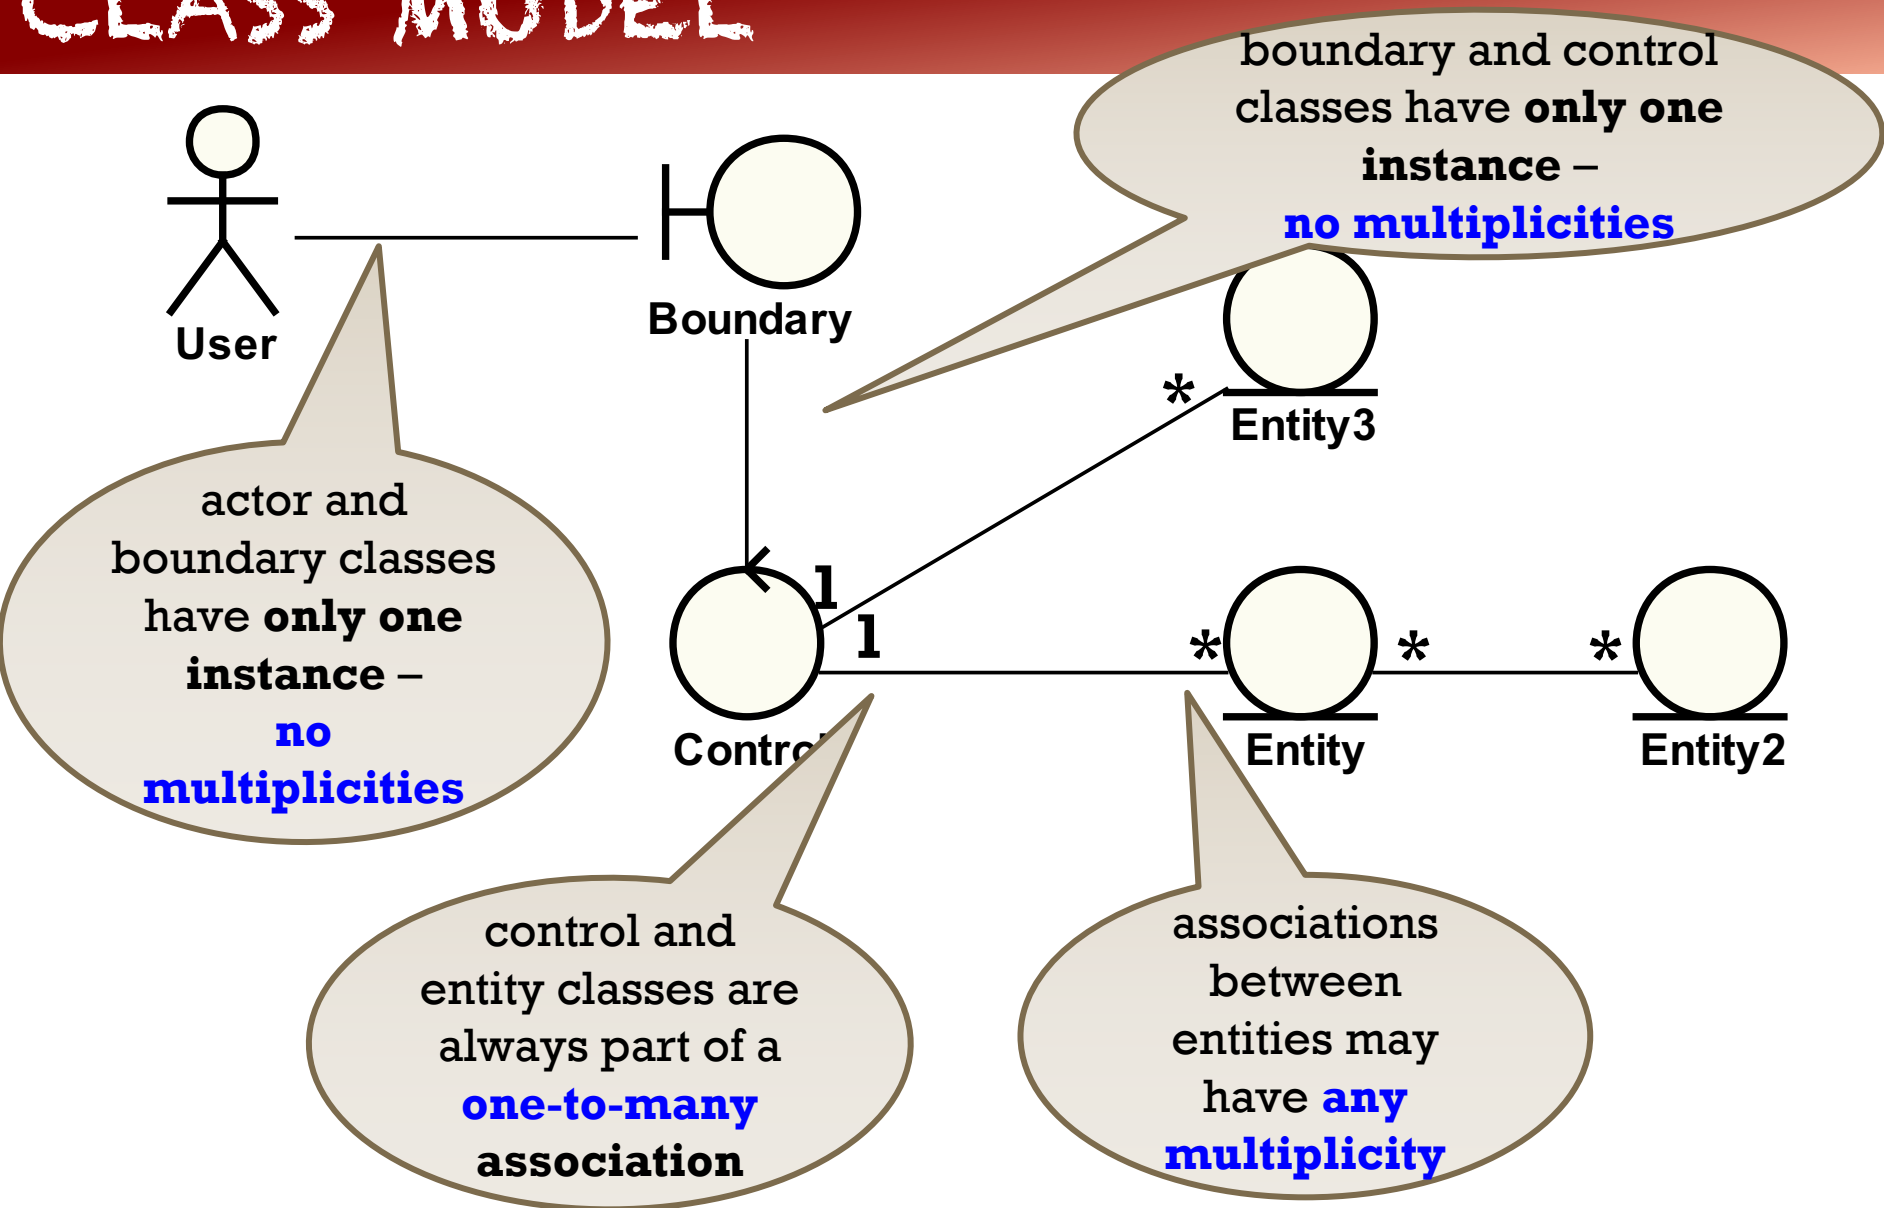 CLASS MODEL
boundary and control
classes have only one
instance –
no multiplicities
User
Boundary
*
Entity3
actor and
boundary classes
have only one
instance –
no
multiplicities
1
1
*
*
*
Entity
Entity2
control and
entity classes are
always part of a
one-to-many
association
associations
between
entities may
have any
multiplicity